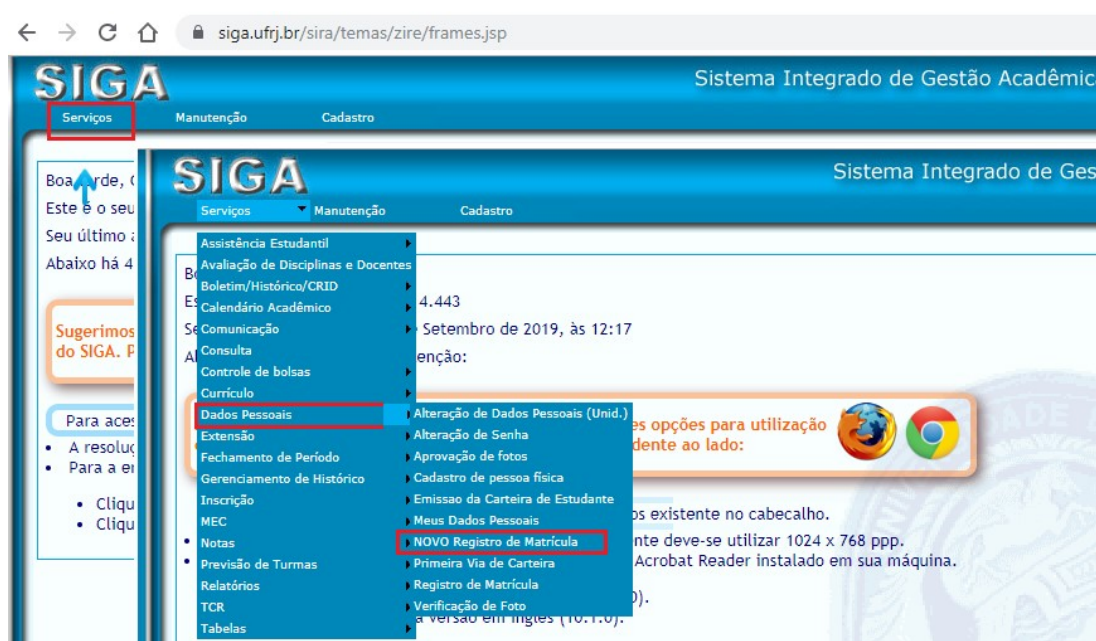 siga.ufrj.br/sira/temas/zire/frames.jsp
SIGA
Sistema Integrado de Gestão Acadêmic
Serviços Manutenção Cadastro
Boa rde, (
Este é o seu
Seu último a
Abaixo há 4
Sugerimos
do SIGA. P
Para aces
• A resoluç
• Para a er
• Cliqu
• Cliqu
SIGA
Sistema Integrado de Ges
Serviços Manutenção Cadastro
Assistência Estudantil
Avaliação de Disciplinas e Docentes
Boletim/Histórico/CRID
Calendário Acadêmico
Comunicação
Consulta
Controle de bolsas
Currículo
Dados Pessoais
Extensão
Fechamento de Período
Gerenciamento de Histórico
Inscrição
MEC
Notas
Previsão de Turmas
Relatórios
TCR
Tabelas
4.443
Setembro de 2019, às 12:17
enção:
Alteração de Dados Pessoais (Unid.)
Alteração de Senha
Aprovação de fotos
Cadastro de pessoa física
Emissao da Carteira de Estudante
Meus Dados Pessoais
NOVO Registro de Matrícula
Primeira Via de Carteira
Registro de Matrícula
Verificação de Foto
es opções para utilização
dente ao lado:
os existente no cabecalho.
nte deve-se utilizar 1024 x 768 ppp.
Acrobat Reader instalado em sua máquina.
).
a versão em inglês (10.1.0).